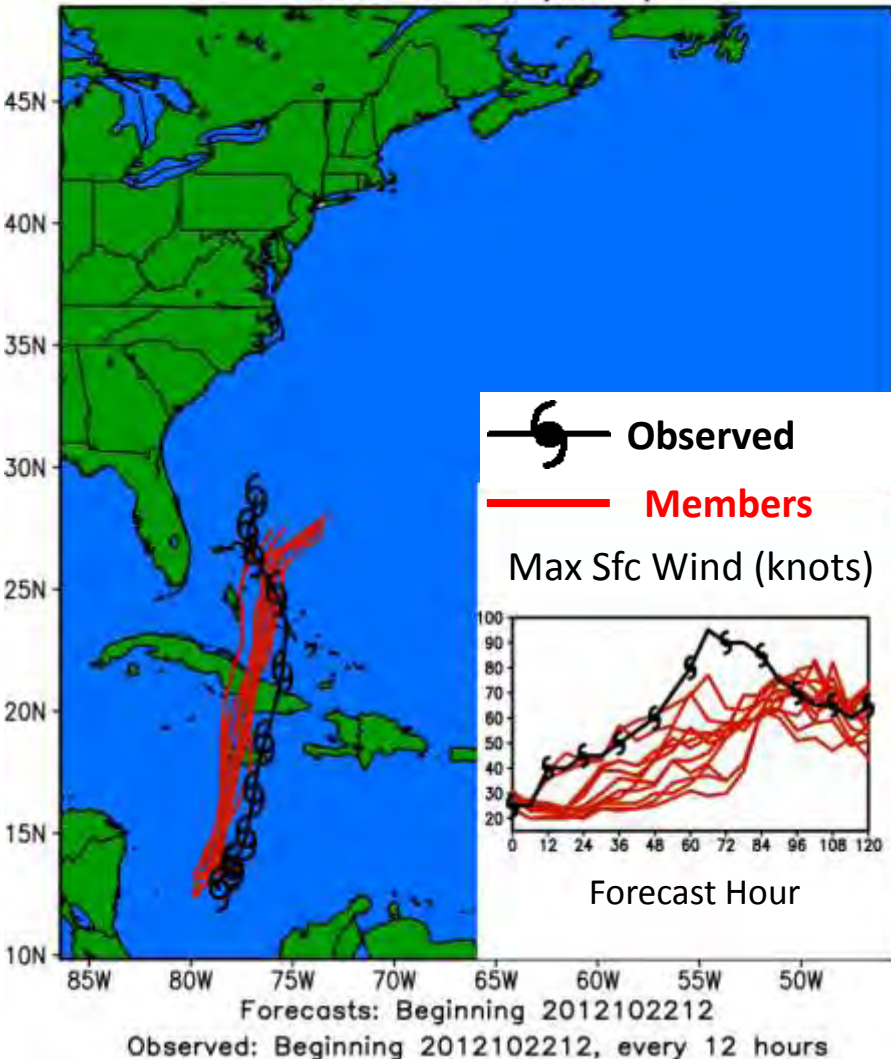 45N
40N
35N
30N
25N
20N
15N
10N
Observed
Members
Max Sfc Wind (knots)
100
90
80
70
60
50
40
30
20
0 12 24 36 48 60 72 84 96 108 120
Forecast Hour
85W 80W 75W 70W 65W 60W 55W 50W
Forecasts: Beginning 2012102212
Observed: Beginning 2012102212, every 12 hours